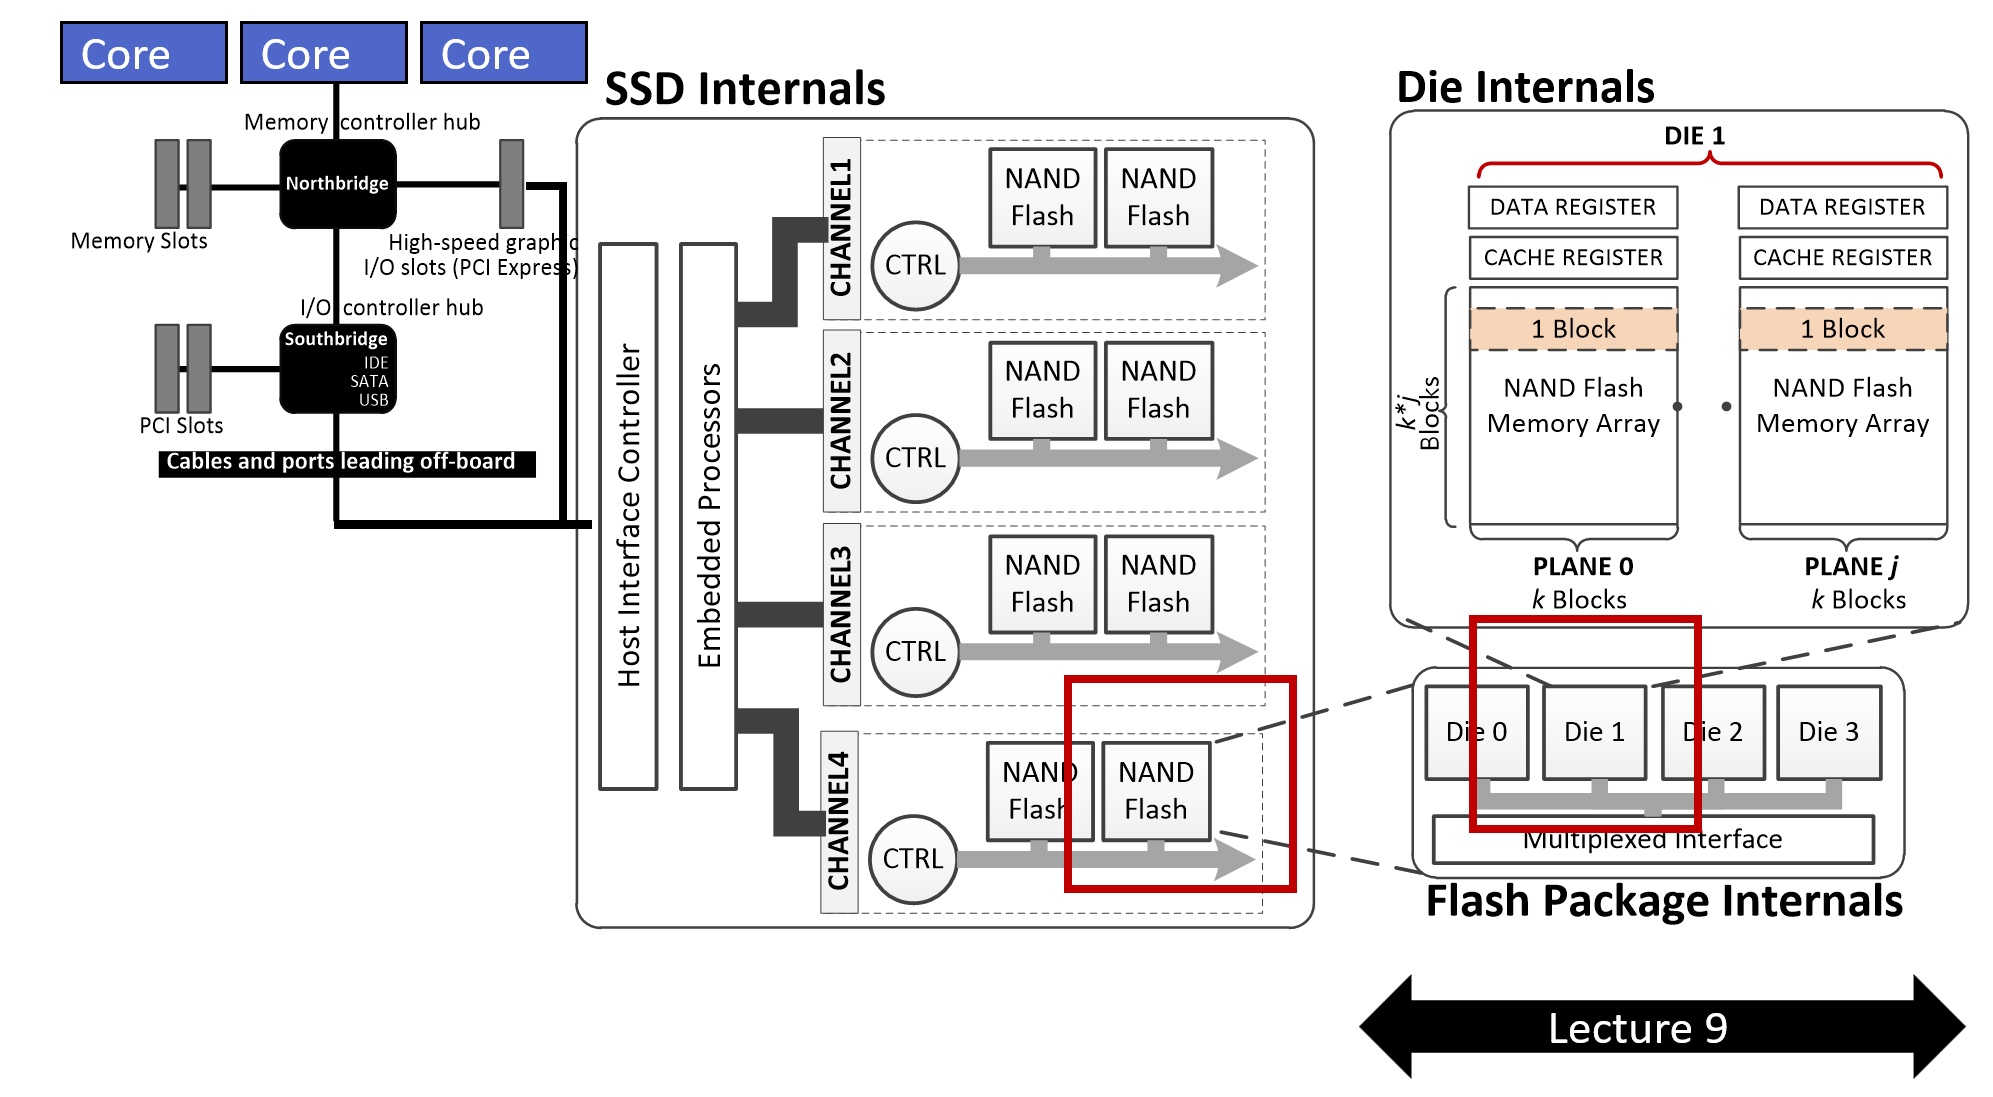 Core
Core
Core
Memory controller hub
Northbridge
Memory Slots
High-speed graphic
I/O slots (PCI Express)
I/O controller hub
Southbridge
IDE
SATA
USB
PCI Slots
Cables and ports leading off-board
SSD Internals
Host Interface Controller
Embedded Processors
CHANNEL1
CTRL
NAND
Flash
NAND
Flash
CHANNEL2
CTRL
NAND
Flash
NAND
Flash
CHANNEL3
CTRL
NAND
Flash
NAND
Flash
CHANNEL4
CTRL
NAND
Flash
NAND
Flash
Die Internals
DIE 1
DATA REGISTER
CACHE REGISTER
1 Block
NAND Flash
Memory Array
k*j
Blocks
PLANE 0
k Blocks
DATA REGISTER
CACHE REGISTER
1 Block
NAND Flash
Memory Array
PLANE j
k Blocks
Die 0
Die 1
Die 2
Die 3
Multiplexed Interface
Flash Package Internals
Lecture 9